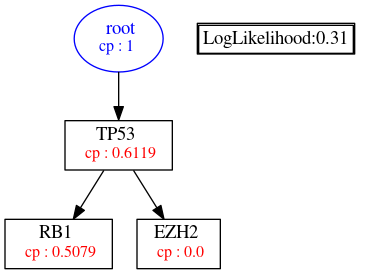 root
cp : 1
LogLikelihood:0.31
TP53
cp : 0.6119
RB1
cp : 0.5079
EZH2
cp : 0.0